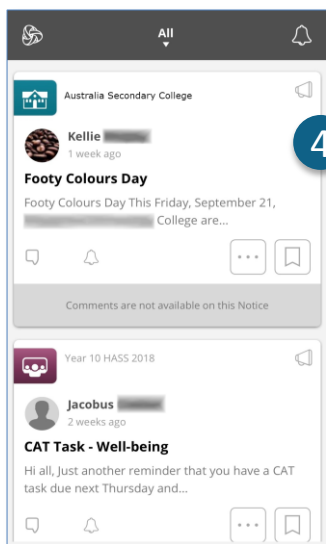 All
Australia Secondary College
Kellie
1 week ago
4
Footy Colours Day
Footy Colours Day This Friday, September 21,
College are...
Comments are not available on this Notice
Year 10 HASS 2018
Jacobus
2 weeks ago
CAT Task - Well-being
Hi all, Just another reminder that you have a CAT
task due next Thursday and...